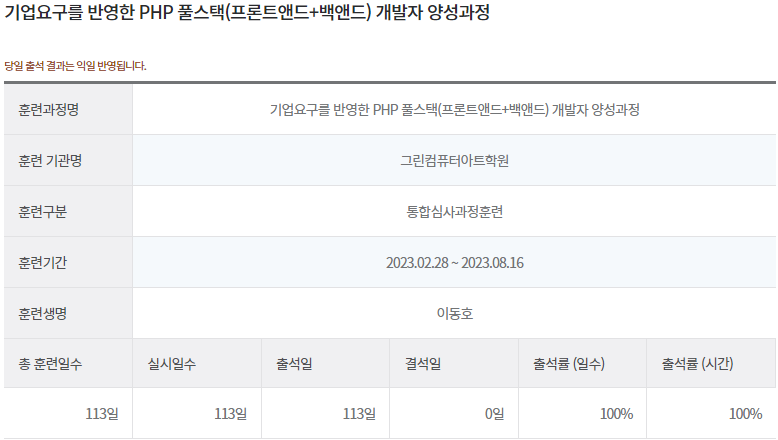 기업요구를 반영한 PHP 풀스택(프론트앤드+백앤드) 개발자 양성과정
당일 출석 결과는 익일 반영됩니다.
훈련과정명 기업요구를 반영한 PHP 풀스택(프론트앤드+백앤드) 개발자 양성과정
훈련 기관명 그린컴퓨터아트학원
훈련구분 통합심사과정훈련
훈련기간 2023.02.28 ~ 2023.08.16
훈련생명 이동호
총 훈련일수 실시일수 출석일 결석일 출석률 (일수) 출석률 (시간)
113일 113일 113일 0일 100% 100%